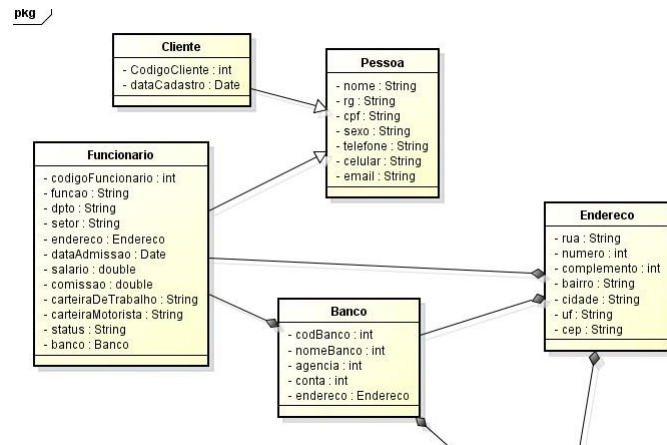 pkg
Cliente
- CodigoCliente : int
- dataCadastro : Date
Pessoa
- nome : String
- rg : String
- cpf : String
- sexo : String
- telefone : String
- celular : String
- email : String
Funcionario
- codigoFuncionario : int
- funcao : String
- dpto : String
- setor : String
- endereco : Endereco
- dataAdmissao : Date
- salario : double
- comissao : double
- carteiraDeTrabalho : String
- carteiraMotorista : String
- status : String
- banco : Banco
Endereco
- rua : String
- numero : int
- complemento : int
- bairro : String
- cidade : String
- uf : String
- cep : String
Banco
- codBanco : int
- nomeBanco : int
- agencia : int
- conta : int
- endereco : Endereco